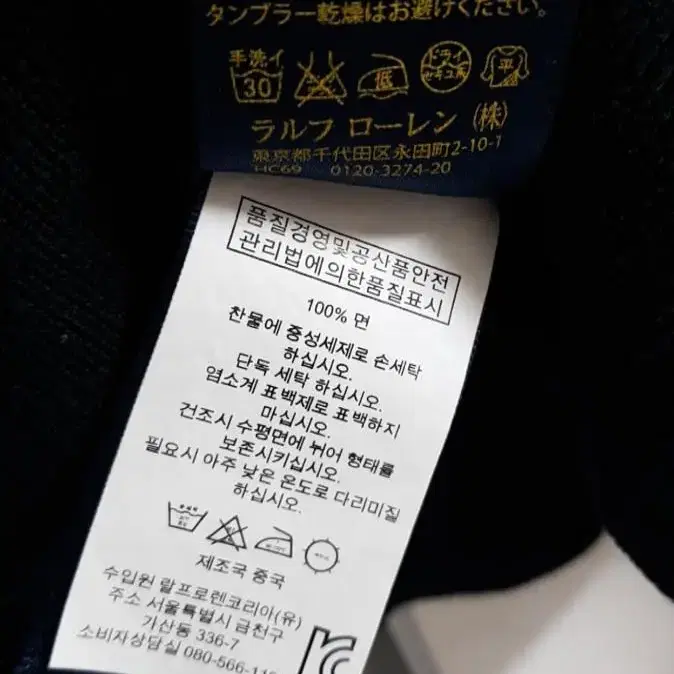 タンブラー乾燥はお避けください。
手洗イ
30
低
ドライ
セキユ系
平
ラルフ ローレン (株)
東京都千代田区永田町2-10-1
HC69 0120-3274-20
품질경영및공산품안전
관리법에의한품질표시
100% 면
찬물에 중성세제로 손세탁
하십시오.
단독 세탁 하십시오.
염소계 표백제로 표백하지
마십시오.
건조시 수평면에 뉘어 형태를
보존시키십시오.
필요시 아주 낮은 온도로 다리미질
하십시오.
제조국 중국
수입원 랄프로렌코리아(유)
주소 서울특별시 금천구
가산동 336-7
소비자상담실 080-566-11